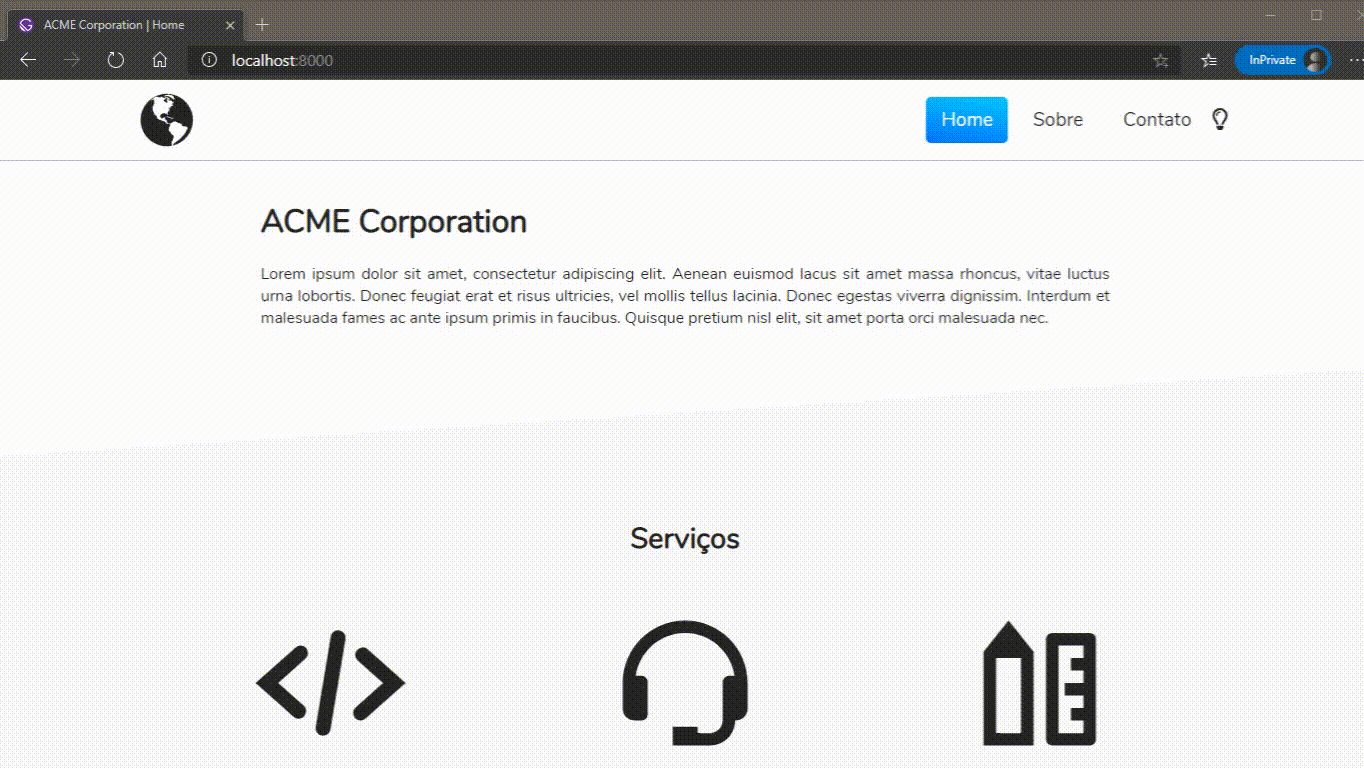 ACME Corporation | Home
localhost:8000
InPrivate
Home
Sobre
Contato
ACME Corporation
Lorem ipsum dolor sit amet, consectetur adipiscing elit. Aenean euismod lacus sit amet massa rhoncus, vitae luctus
urna lobortis. Donec feugiat erat et risus ultricies, vel mollis tellus lacinia. Donec egestas viverra dignissim. Interdum et
malesuada fames ac ante ipsum primis in faucibus. Quisque pretium nisl elit, sit amet porta orci malesuada nec.
Serviços